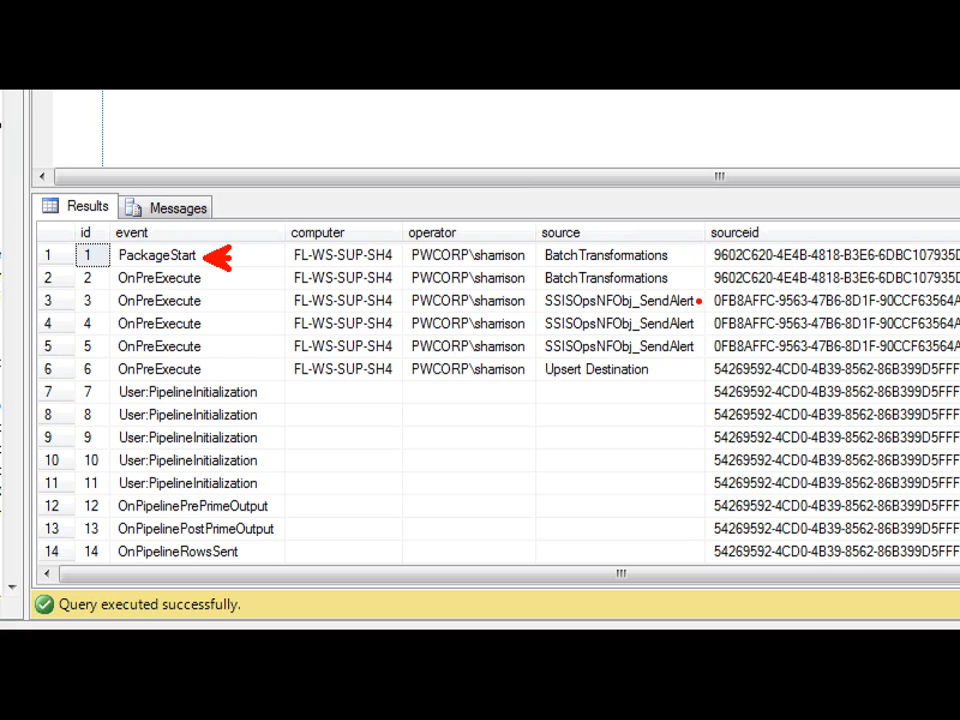 Results Messages
id event computer operator source sourceid
1 1 PackageStart FL-WS-SUP-SH4 PWCORP\sharrison BatchTransformations 9602C620-4E4B-4818-B3E6-6DBC107935D
2 2 OnPreExecute FL-WS-SUP-SH4 PWCORP\sharrison BatchTransformations 9602C620-4E4B-4818-B3E6-6DBC107935D
3 3 OnPreExecute FL-WS-SUP-SH4 PWCORP\sharrison SSISOpsNFObj_SendAlert 0FB8AFFC-9563-47B6-8D1F-90CCF63564A
4 4 OnPreExecute FL-WS-SUP-SH4 PWCORP\sharrison SSISOpsNFObj_SendAlert 0FB8AFFC-9563-47B6-8D1F-90CCF63564A
5 5 OnPreExecute FL-WS-SUP-SH4 PWCORP\sharrison SSISOpsNFObj_SendAlert 0FB8AFFC-9563-47B6-8D1F-90CCF63564A
6 6 OnPreExecute FL-WS-SUP-SH4 PWCORP\sharrison Upsert Destination 54269592-4CD0-4B39-8562-86B399D5FFF
7 7 User:PipelineInitialization 54269592-4CD0-4B39-8562-86B399D5FFF
8 8 User:PipelineInitialization 54269592-4CD0-4B39-8562-86B399D5FFF
9 9 User:PipelineInitialization 54269592-4CD0-4B39-8562-86B399D5FFF
10 10 User:PipelineInitialization 54269592-4CD0-4B39-8562-86B399D5FFF
11 11 User:PipelineInitialization 54269592-4CD0-4B39-8562-86B399D5FFF
12 12 OnPipelinePrePrimeOutput 54269592-4CD0-4B39-8562-86B399D5FFF
13 13 OnPipelinePostPrimeOutput 54269592-4CD0-4B39-8562-86B399D5FFF
14 14 OnPipelineRowsSent 54269592-4CD0-4B39-8562-86B399D5FFF
Query executed successfully.